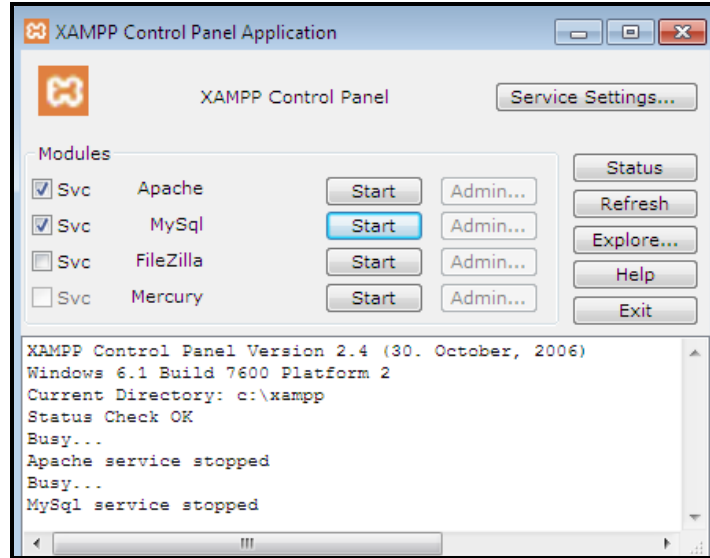 XAMPP Control Panel Application
XAMPP Control Panel
Service Settings...
Modules
Svc Apache Start Admin...
Svc MySql Start Admin...
Svc FileZilla Start Admin...
Svc Mercury Start Admin...
Status
Refresh
Explore...
Help
Exit
XAMPP Control Panel Version 2.4 (30. October, 2006)
Windows 6.1 Build 7600 Platform 2
Current Directory: c:\xampp
Status Check OK
Busy...
Apache service stopped
Busy...
MySql service stopped